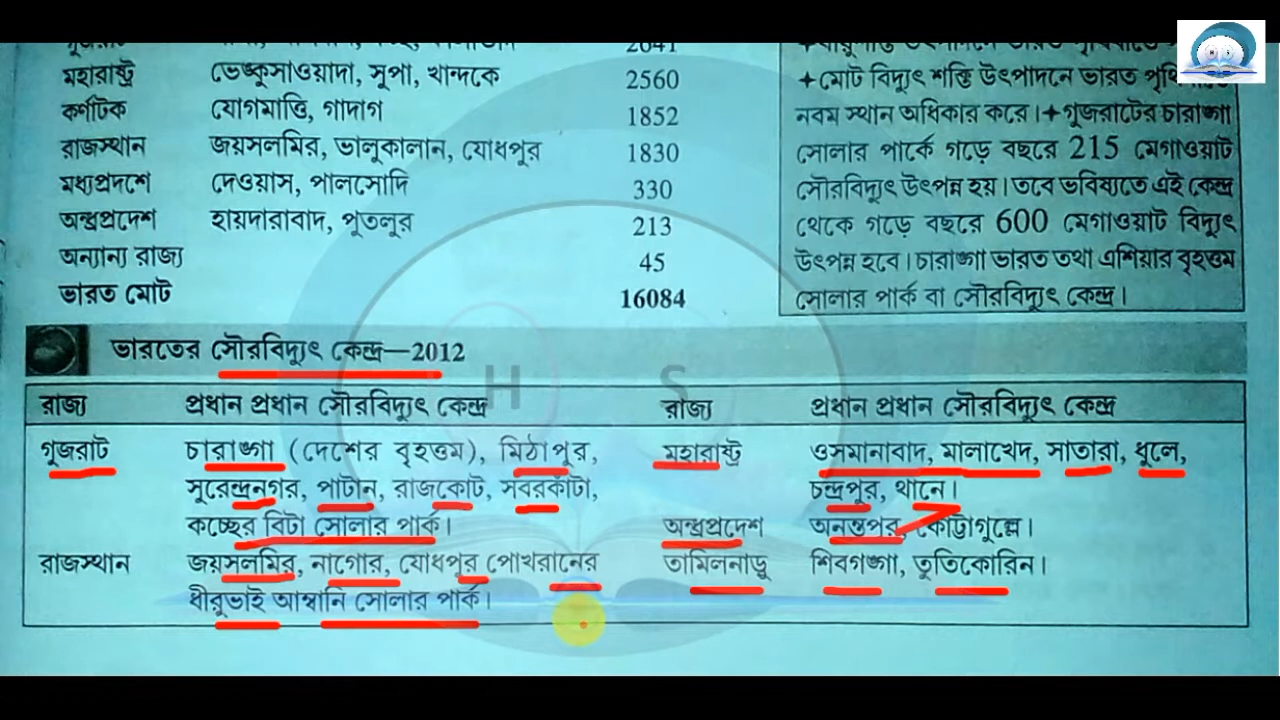 2641
মহারাষ্ট্র ভেঙ্কুসাওয়াদা, সুপা, খান্দকে 2560
কর্ণাটক যোগমাত্তি, গাদাগ 1852
রাজস্থান জয়সলমির, ভালুকালান, যোধপুর 1830
মধ্যপ্রদেশে দেওয়াস, পালসোদি 330
অন্ধ্রপ্রদেশ হায়দারাবাদ, পুতলুর 213
অন্যান্য রাজ্য 45
ভারত মোট 16084
+মোট বিদ্যুৎ শক্তি উৎপাদনে ভারত
নবম স্থান অধিকার করে।+গুজরাটের চারাঙ্গা
সোলার পার্কে গড়ে বছরে 215 মেগাওয়াট
সৌরবিদ্যুৎ উৎপন্ন হয়। তবে ভবিষ্যতে এই কেন্দ্র
থেকে গড়ে বছরে 600 মেগাওয়াট বিদ্যুৎ
উৎপন্ন হবে। চারাঙ্গা ভারত তথা এশিয়ার বৃহত্তম
সোলার পার্ক বা সৌরবিদ্যুৎ কেন্দ্র।
ভারতের সৌরবিদ্যুৎ কেন্দ্র—2012
H S
রাজ্য প্রধান প্রধান সৌরবিদ্যুৎ কেন্দ্র রাজ্য প্রধান প্রধান সৌরবিদ্যুৎ কেন্দ্র
গুজরাট চারাঙ্গা (দেশের বৃহত্তম), মিঠাপুর, মহারাষ্ট্র ওসমানাবাদ, মালাখেদ, সাতারা, ধুলে,
সুরেন্দ্রনগর, পাটান, রাজকোট, সবরকাঁটা, চন্দ্রপুর, থানে।
কচ্ছের বিটা সোলার পার্ক। অন্ধ্রপ্রদেশ অনন্তপর, কোট্টাগুল্লে।
রাজস্থান জয়সলমির, নাগোর, যোধপুর পোখরানের তামিলনাড়ু শিবগঙ্গা, তুতিকোরিন।
ধীরুভাই আম্বানি সোলার পার্ক।